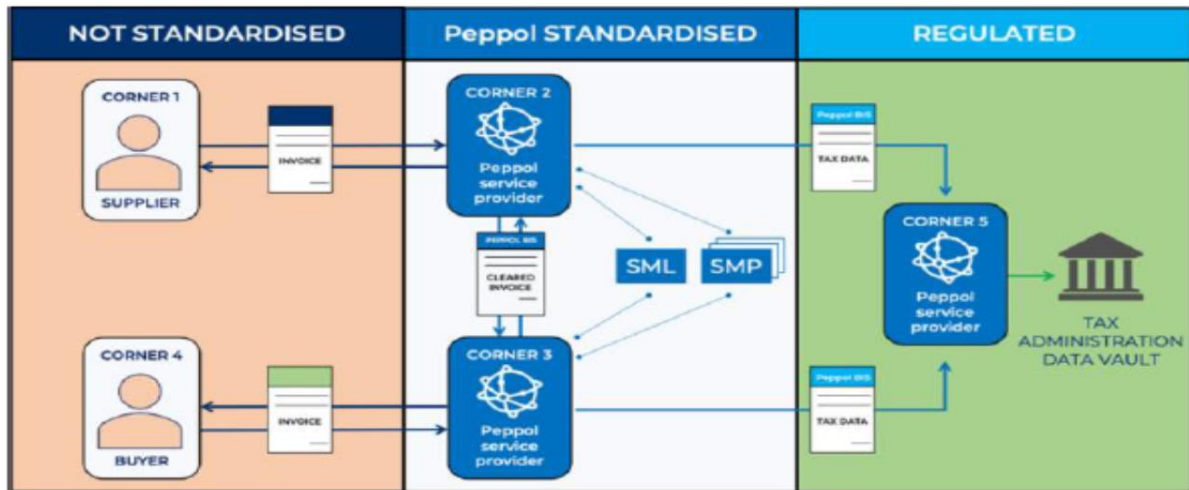 NOT STANDARDISED
Peppol STANDARDISED
REGULATED
CORNER 1
SUPPLIER
INVOICE
CORNER 2
Peppol
service
provider
Peppol BIS
TAX DATA
PEPPOL BIS
CLEARED
INVOICE
SML
SMP
CORNER 5
Peppol
service
provider
TAX
ADMINISTRATION
DATA VAULT
CORNER 4
BUYER
INVOICE
CORNER 3
Peppol
service
provider
Peppol BIS
TAX DATA